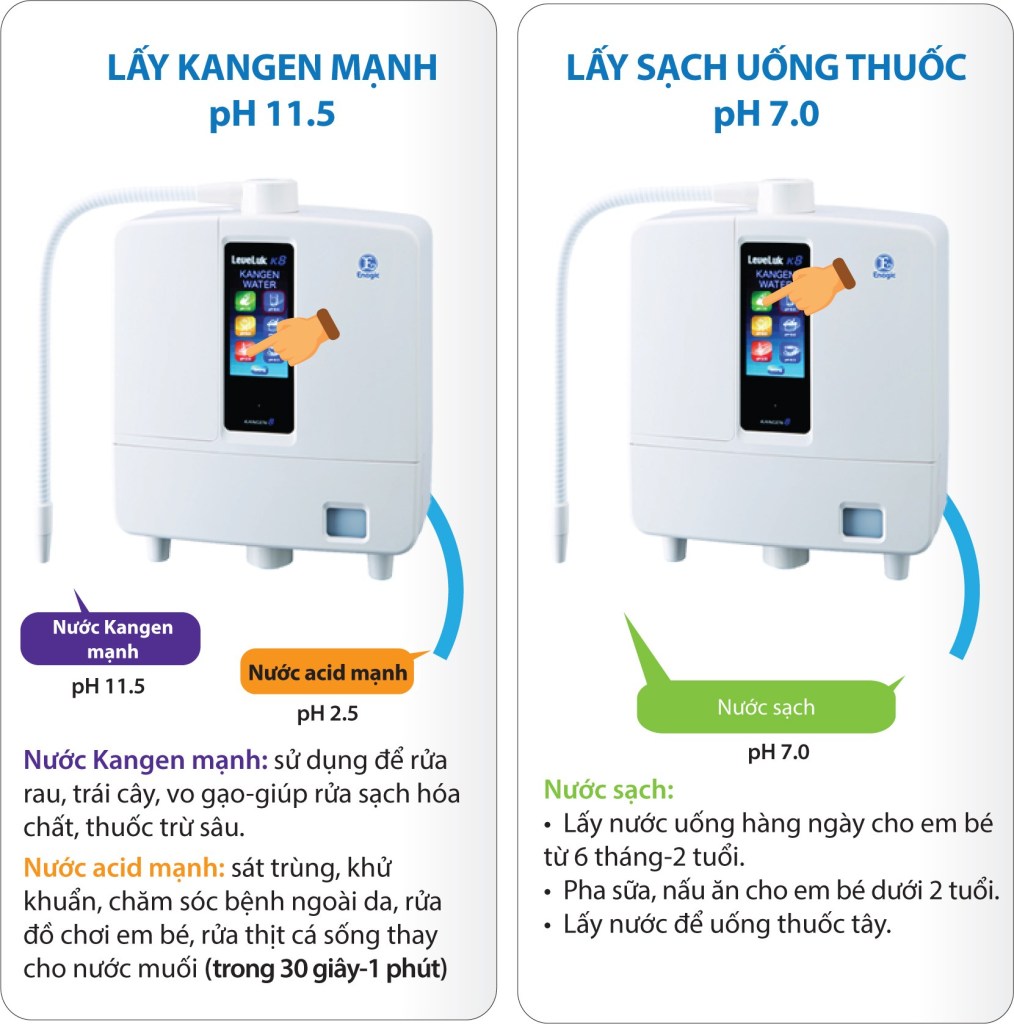 LẤY KANGEN MẠNH
pH 11.5
LeveLuk K8
KANGEN
WATER
Enagic
KANGEN 8
Nước Kangen
mạnh
pH 11.5
Nước acid mạnh
pH 2.5
Nước Kangen mạnh: sử dụng để rửa
rau, trái cây, vo gạo-giúp rửa sạch hóa
chất, thuốc trừ sâu.
Nước acid mạnh: sát trùng, khử
khuẩn, chăm sóc bệnh ngoài da, rửa
đồ chơi em bé, rửa thịt cá sống thay
cho nước muối (trong 30 giây-1 phút)
LẤY SẠCH UỐNG THUỐC
pH 7.0
LeveLuk K8
KANGEN
WATER
Enagic
KANGEN 8
Nước sạch
pH 7.0
Nước sạch:
• Lấy nước uống hàng ngày cho em bé
từ 6 tháng-2 tuổi.
• Pha sữa, nấu ăn cho em bé dưới 2 tuổi.
• Lấy nước để uống thuốc tây.